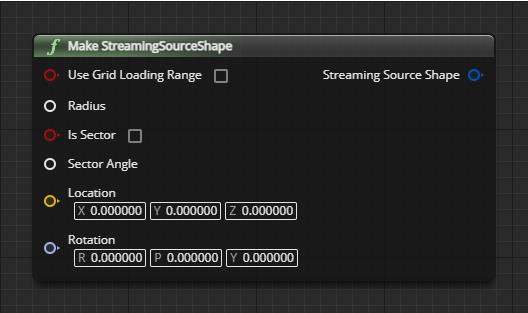 f Make StreamingSourceShape
Use Grid Loading Range
Streaming Source Shape
Radius
Is Sector
Sector Angle
Location
X 0.000000 Y 0.000000 Z 0.000000
Rotation
R 0.000000 P 0.000000 Y 0.000000